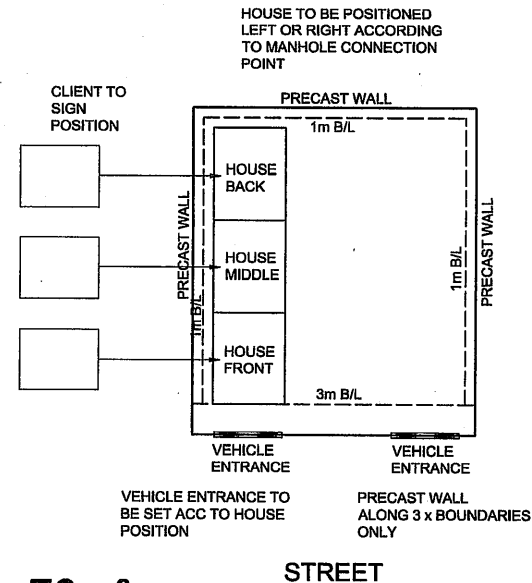 HOUSE TO BE POSITIONED
LEFT OR RIGHT ACCORDING
TO MANHOLE CONNECTION
POINT
CLIENT TO
SIGN
POSITION
PRECAST WALL
1m B/L
HOUSE
BACK
PRECAST WALL
HOUSE
MIDDLE
1m B/L
PRECAST WALL
1m B/L
HOUSE
FRONT
3m B/L
VEHICLE
ENTRANCE
VEHICLE
ENTRANCE
VEHICLE ENTRANCE TO
BE SET ACC TO HOUSE
POSITION
PRECAST WALL
ALONG 3 x BOUNDARIES
ONLY
STREET